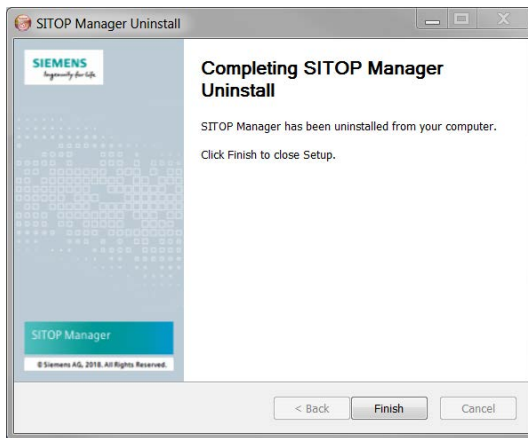 SITOP Manager Uninstall
SIEMENS
Ingenuity for life
Completing SITOP Manager
Uninstall
SITOP Manager has been uninstalled from your computer.
Click Finish to close Setup.
SITOP Manager
© Siemens AG, 2018. All Rights Reserved.
< Back
Finish
Cancel